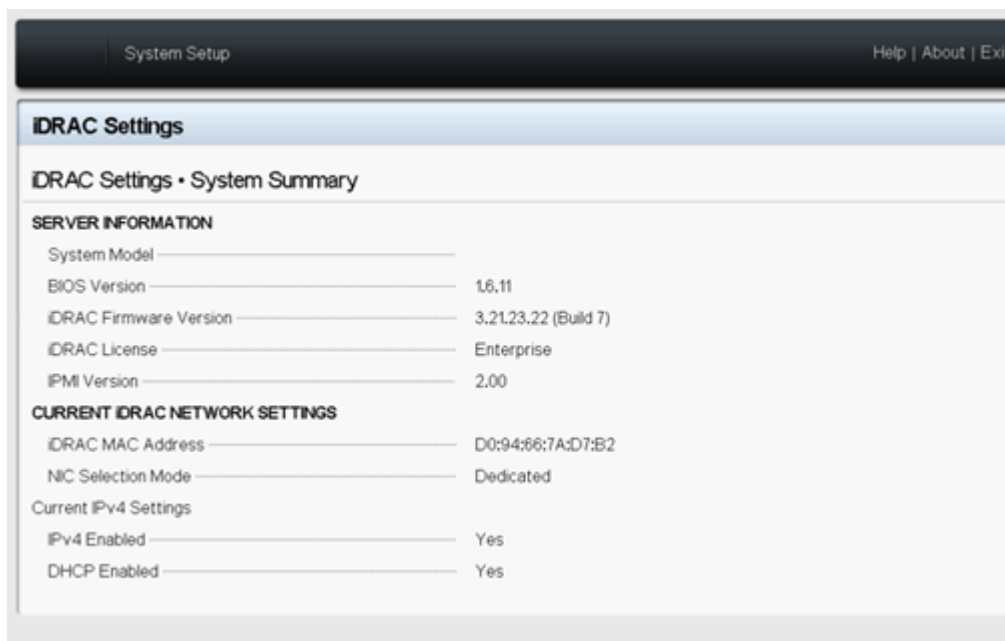 System Setup
Help | About | Exi
iDRAC Settings
iDRAC Settings • System Summary
SERVER INFORMATION
System Model
BIOS Version 1.6.11
iDRAC Firmware Version 3.21.23.22 (Build 7)
iDRAC License Enterprise
IPMI Version 2.00
CURRENT iDRAC NETWORK SETTINGS
iDRAC MAC Address D0:94:66:7A:D7:B2
NIC Selection Mode Dedicated
Current IPv4 Settings
IPv4 Enabled Yes
DHCP Enabled Yes